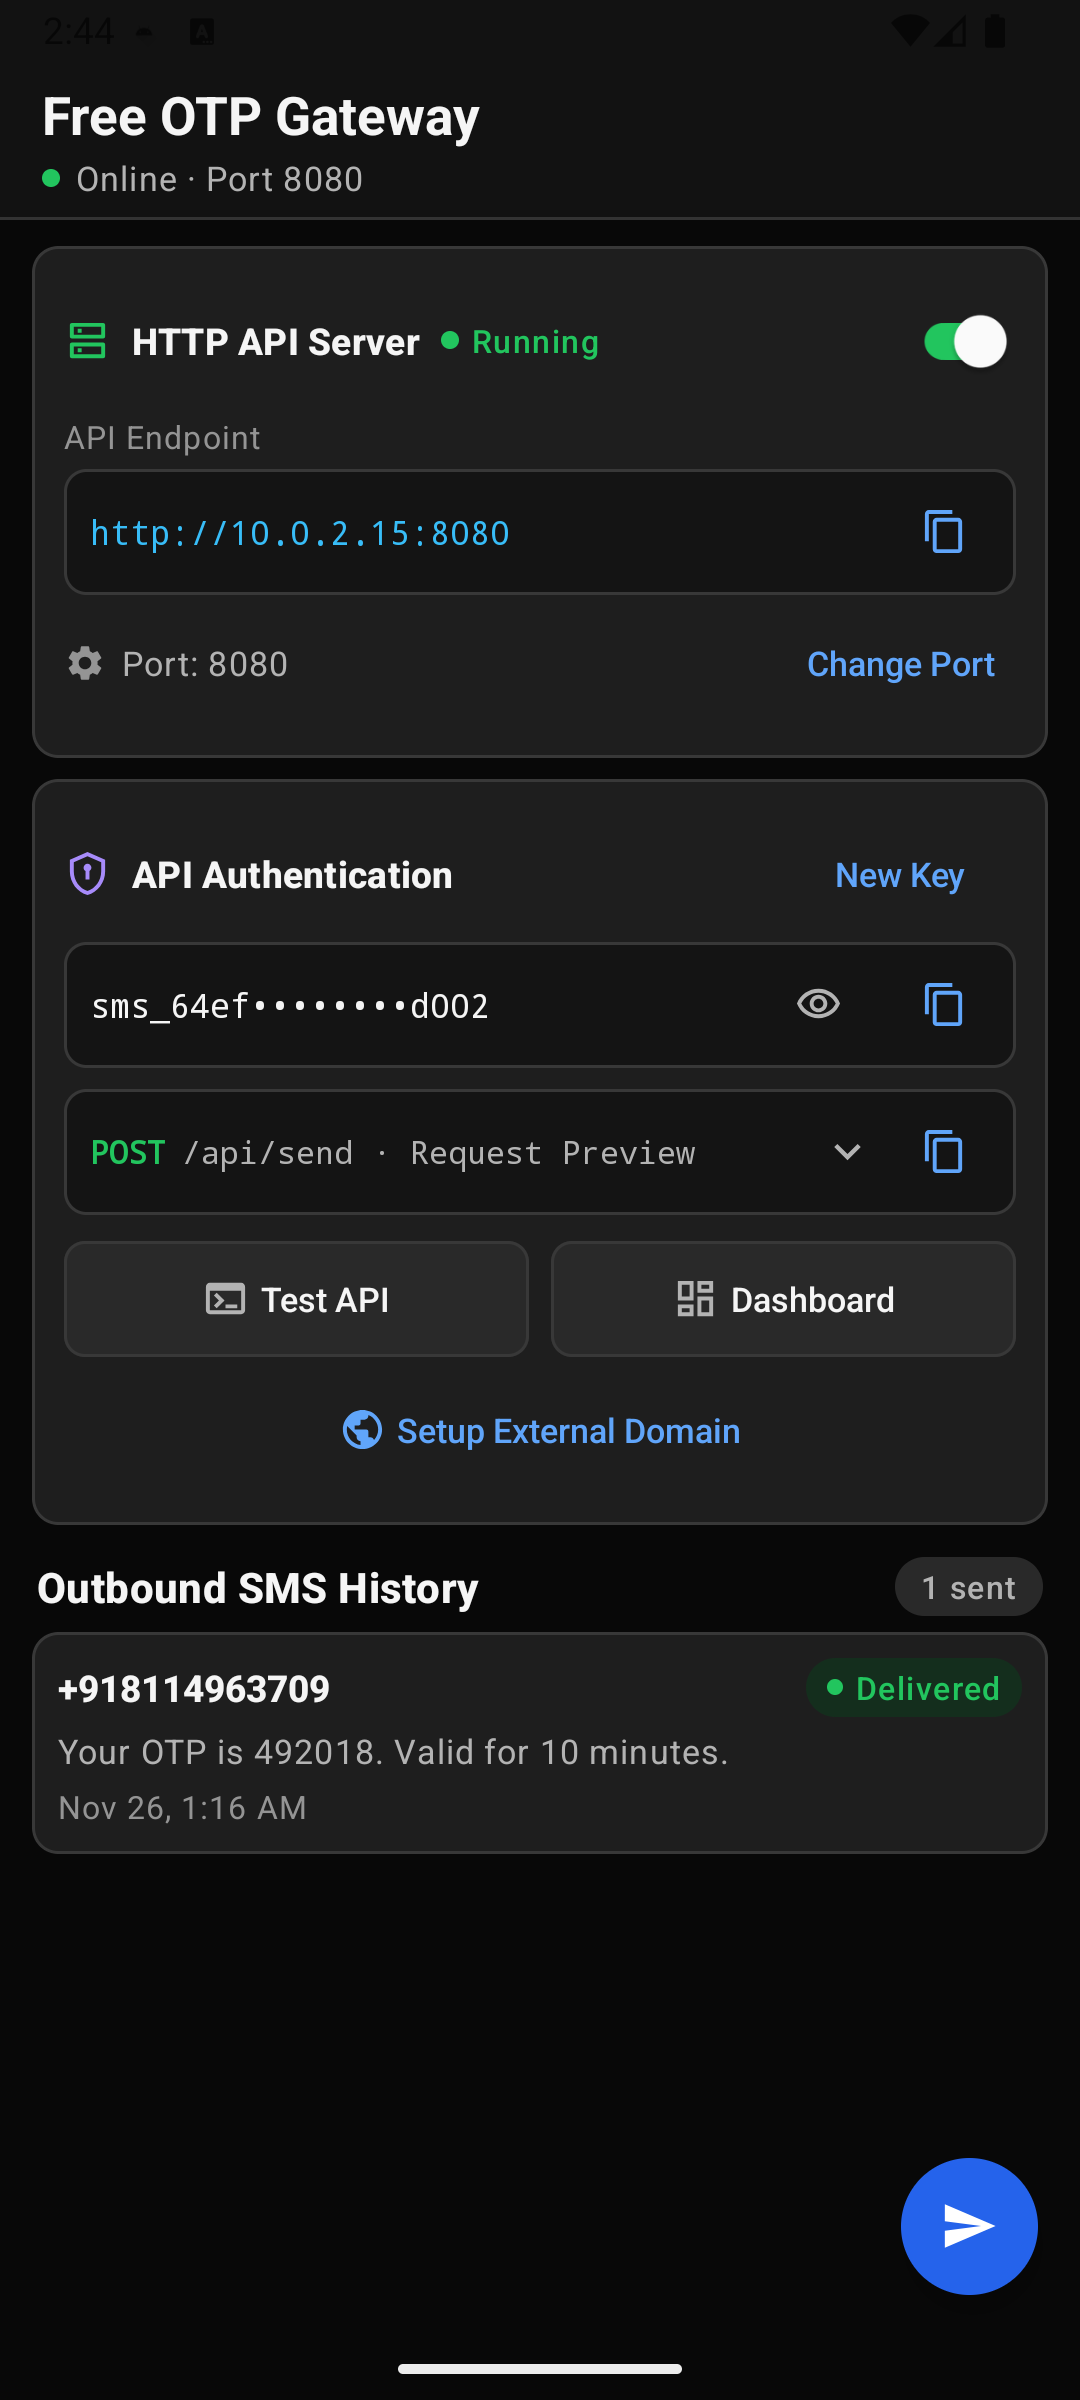 2:44
Free OTP Gateway
Online · Port 8080
HTTP API Server
Running
API Endpoint
http://10.0.2.15:8080
Port: 8080
Change Port
API Authentication
New Key
sms_64ef••••••••d002
POST /api/send · Request Preview
Test API
Dashboard
Setup External Domain
Outbound SMS History
1 sent
+918114963709
Delivered
Your OTP is 492018. Valid for 10 minutes.
Nov 26, 1:16 AM